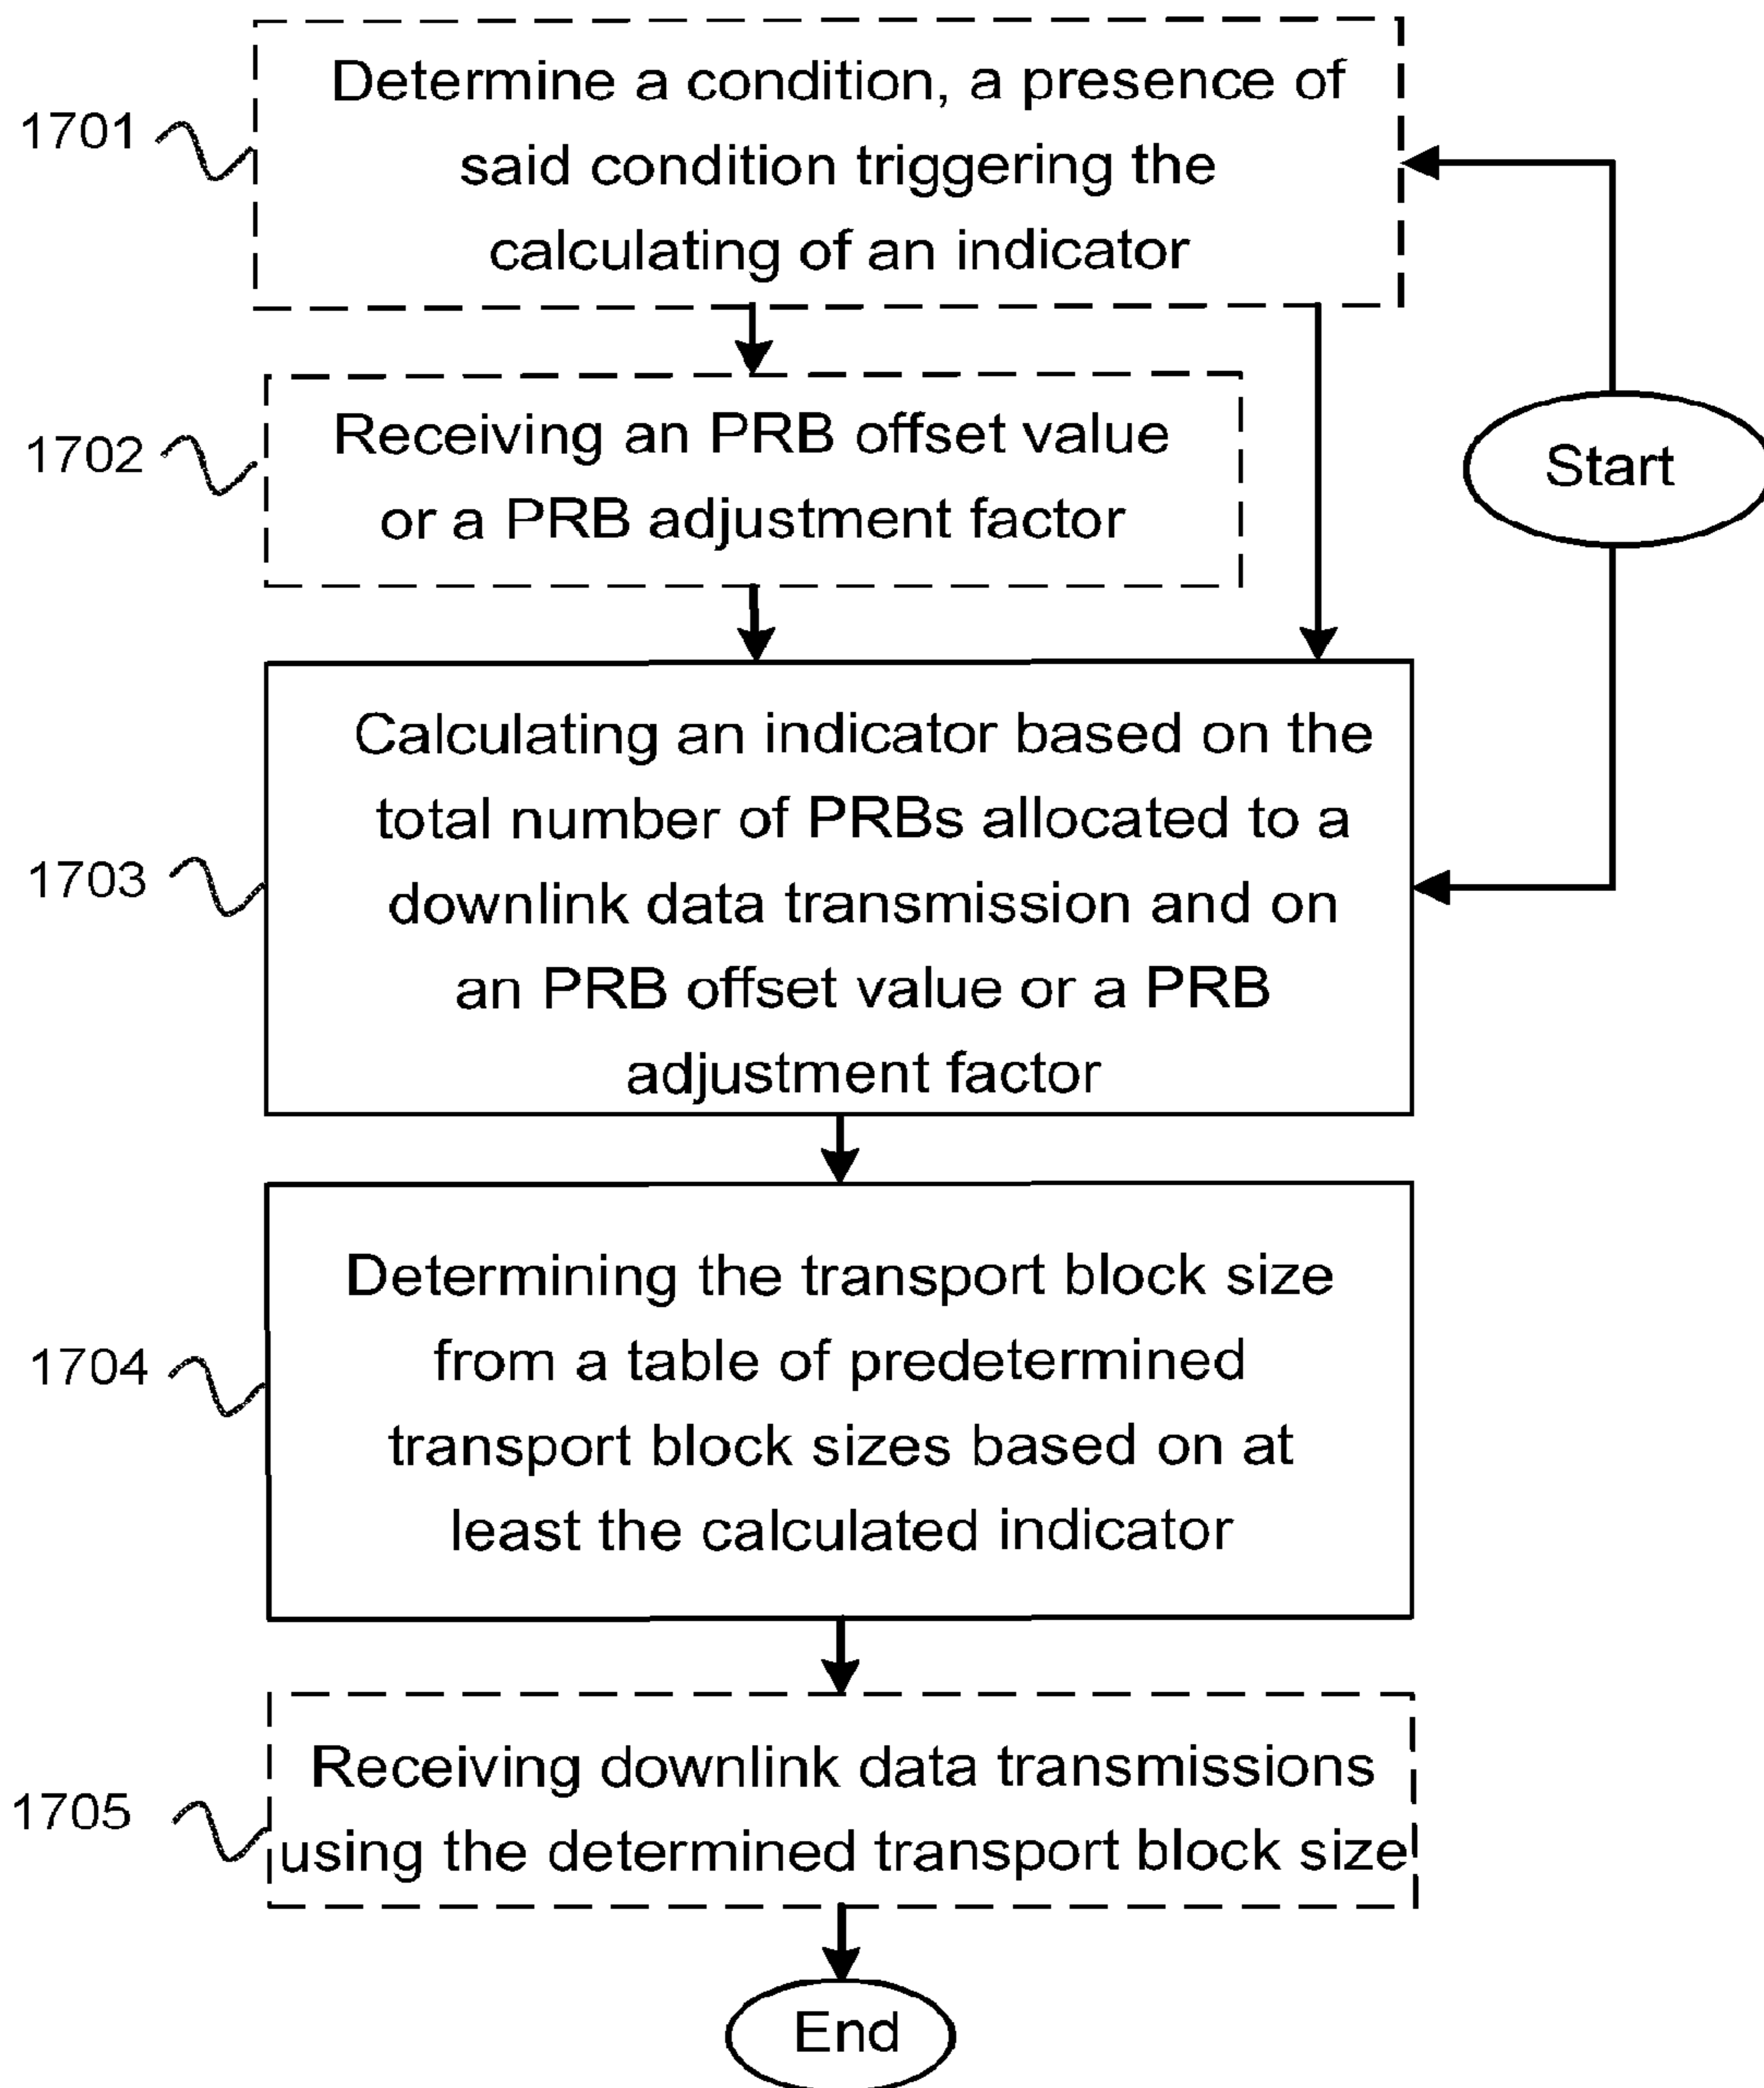 1701
Determine a condition, a presence of
said condition triggering the
calculating of an indicator
1702
Receiving an PRB offset value
or a PRB adjustment factor
Start
1703
Calculating an indicator based on the
total number of PRBs allocated to a
downlink data transmission and on
an PRB offset value or a PRB
adjustment factor
1704
Determining the transport block size
from a table of predetermined
transport block sizes based on at
least the calculated indicator
1705
Receiving downlink data transmissions
using the determined transport block size
End